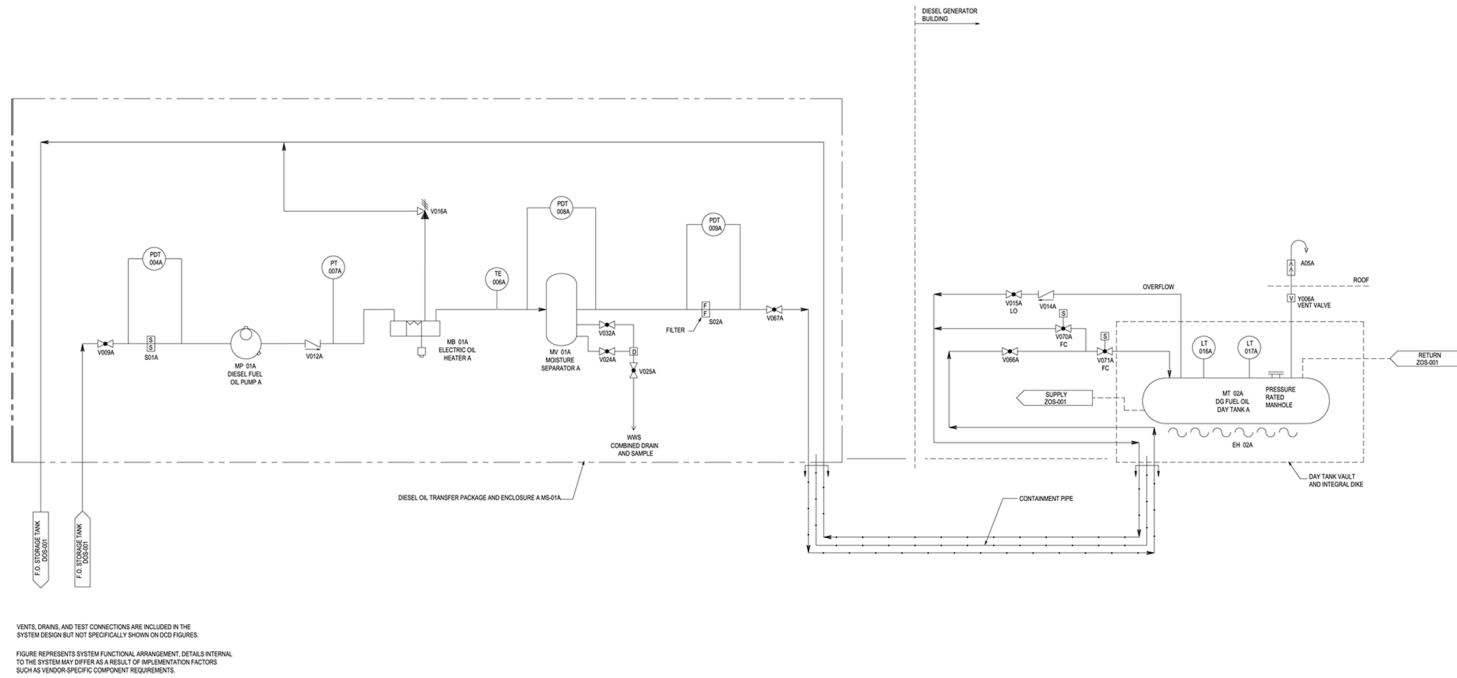 DIESEL GENERATOR
BUILDING
PDT
004A
PT
007A
V016A
TE
006A
PDT
008A
PDT
009A
V009A
S
S
S01A
MP 01A
DIESEL FUEL
OIL PUMP A
V012A
MB 01A
ELECTRIC OIL
HEATER A
MV 01A
MOISTURE
SEPARATOR A
V032A
V024A
D
V025A
WWS
COMBINED DRAIN
AND SAMPLE
FILTER
F
F
S02A
V067A
DIESEL OIL TRANSFER PACKAGE AND ENCLOSURE A MS-01A
F.O. STORAGE TANK
DOS-001
F.O. STORAGE TANK
DOS-001
CONTAINMENT PIPE
OVERFLOW
V015A
LO
V014A
S
V070A
FC
S
V071A
FC
V066A
A05A
ROOF
V
Y006A
VENT VALVE
LT
016A
LT
017A
RETURN
ZOS-001
SUPPLY
ZOS-001
MT 02A
DG FUEL OIL
DAY TANK A
PRESSURE
RATED
MANHOLE
EH 02A
DAY TANK VAULT
AND INTEGRAL DIKE
VENTS, DRAINS, AND TEST CONNECTIONS ARE INCLUDED IN THE
SYSTEM DESIGN BUT NOT SPECIFICALLY SHOWN ON DCD FIGURES.
FIGURE REPRESENTS SYSTEM FUNCTIONAL ARRANGEMENT, DETAILS INTERNAL
TO THE SYSTEM MAY DIFFER AS A RESULT OF IMPLEMENTATION FACTORS
SUCH AS VENDOR-SPECIFIC COMPONENT REQUIREMENTS.